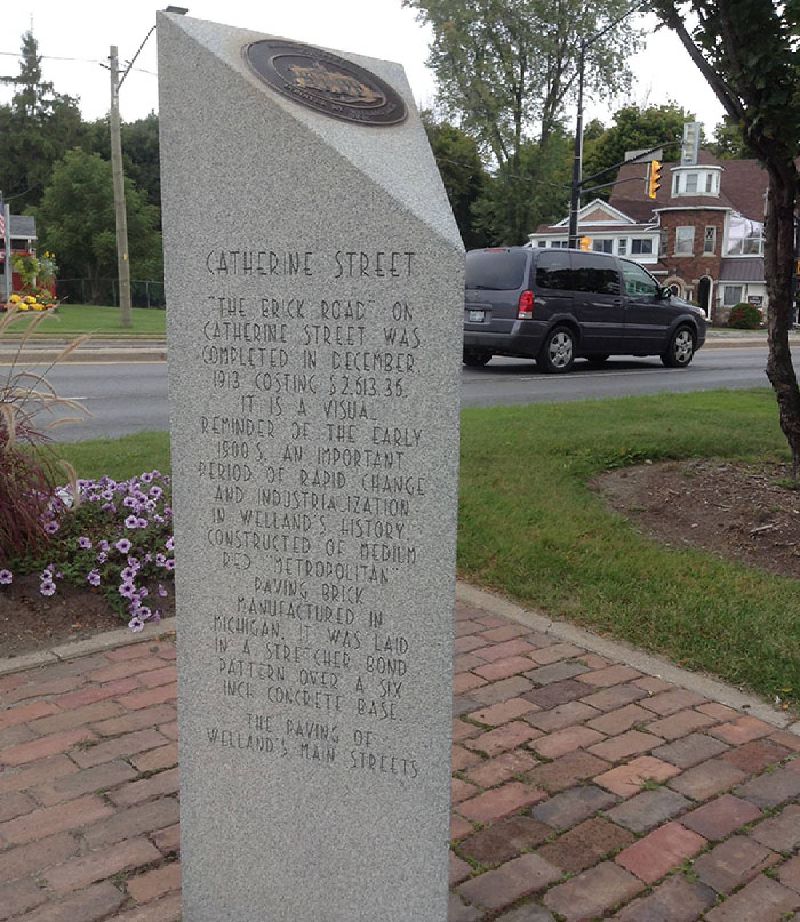 CATHERINE STREET
"THE BRICK ROAD" ON
CATHERINE STREET WAS
COMPLETED IN DECEMBER,
1913 COSTING $2,613.36.
IT IS A VISUAL
REMINDER OF THE EARLY
1900'S, AN IMPORTANT
PERIOD OF RAPID CHANGE
AND INDUSTRIALIZATION
IN WELLAND'S HISTORY.
CONSTRUCTED OF MEDIUM
RED "METROPOLITAN"
PAVING BRICK
MANUFACTURED IN
MICHIGAN, IT WAS LAID
IN A STRETCHER BOND
PATTERN OVER A SIX
INCH CONCRETE BASE
THE PAVING OF
WELLAND'S MAIN STREETS